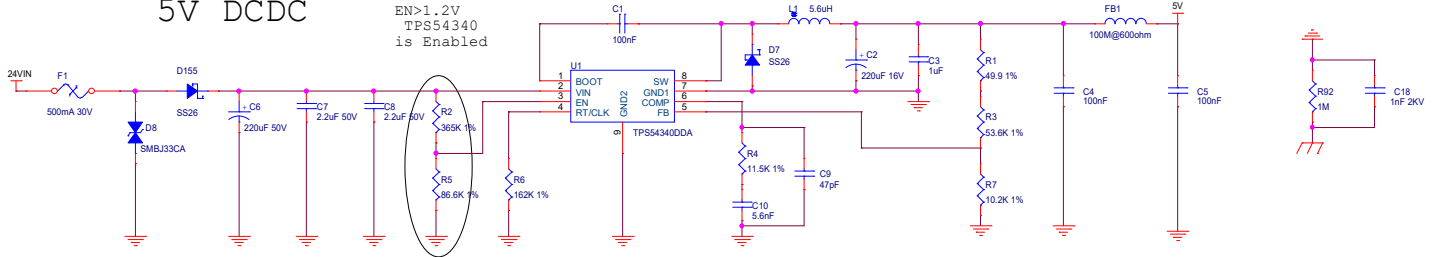 5V DCDC
EN>1.2V
TPS54340
is Enabled
C1
100nF
L1 5.6uH
FB1
100M@600ohm
5V
24VIN
F1
500mA 30V
D155
SS26
D8
SMBJ33CA
C6
220uF 50V
C7
2.2uF 50V
C8
2.2uF 50V
R2
365K 1%
R5
86.6K 1%
R6
162K 1%
U1
1 BOOT
2 VIN
3 EN
4 RT/CLK
SW 8
GND1 7
COMP 6
FB 5
GND2
9
TPS54340DDA
D7
SS26
+ C2
220uF 16V
C3
1uF
R4
11.5K 1%
C10
5.6nF
C9
47pF
R1
49.9 1%
R3
53.6K 1%
R7
10.2K 1%
C4
100nF
C5
100nF
R92
1M
C18
1nF 2KV